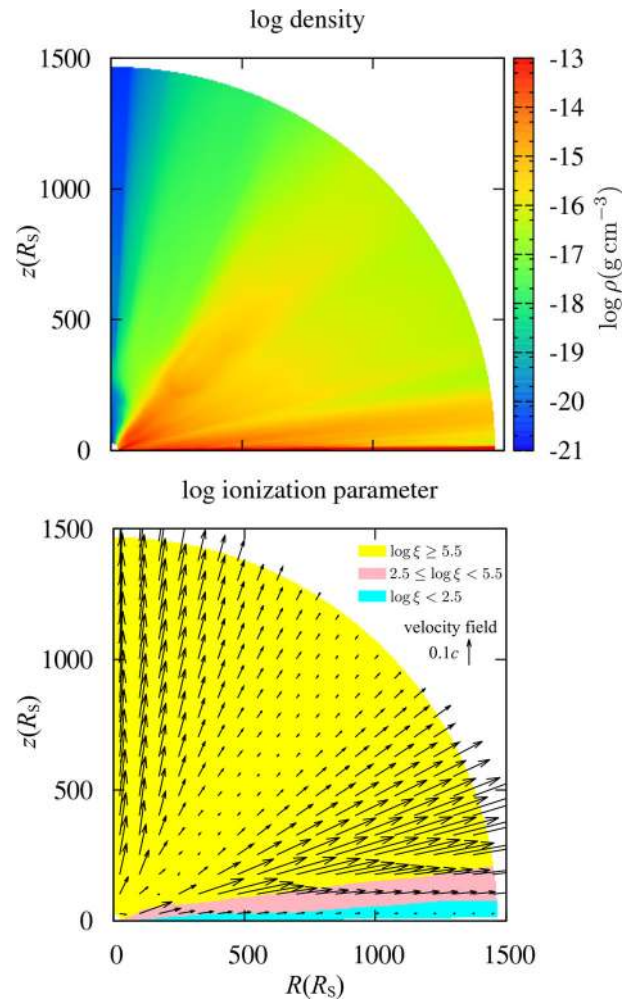 log density
1500
1000
500
0
z(R_S)
-13
-14
-15
-16
-17
-18
-19
-20
-21
log ρ(g cm⁻³)
log ionization parameter
1500
1000
500
0
z(R_S)
log ξ ≥ 5.5
2.5 ≤ log ξ < 5.5
log ξ < 2.5
velocity field
0.1c
0 500 1000 1500
R(R_S)